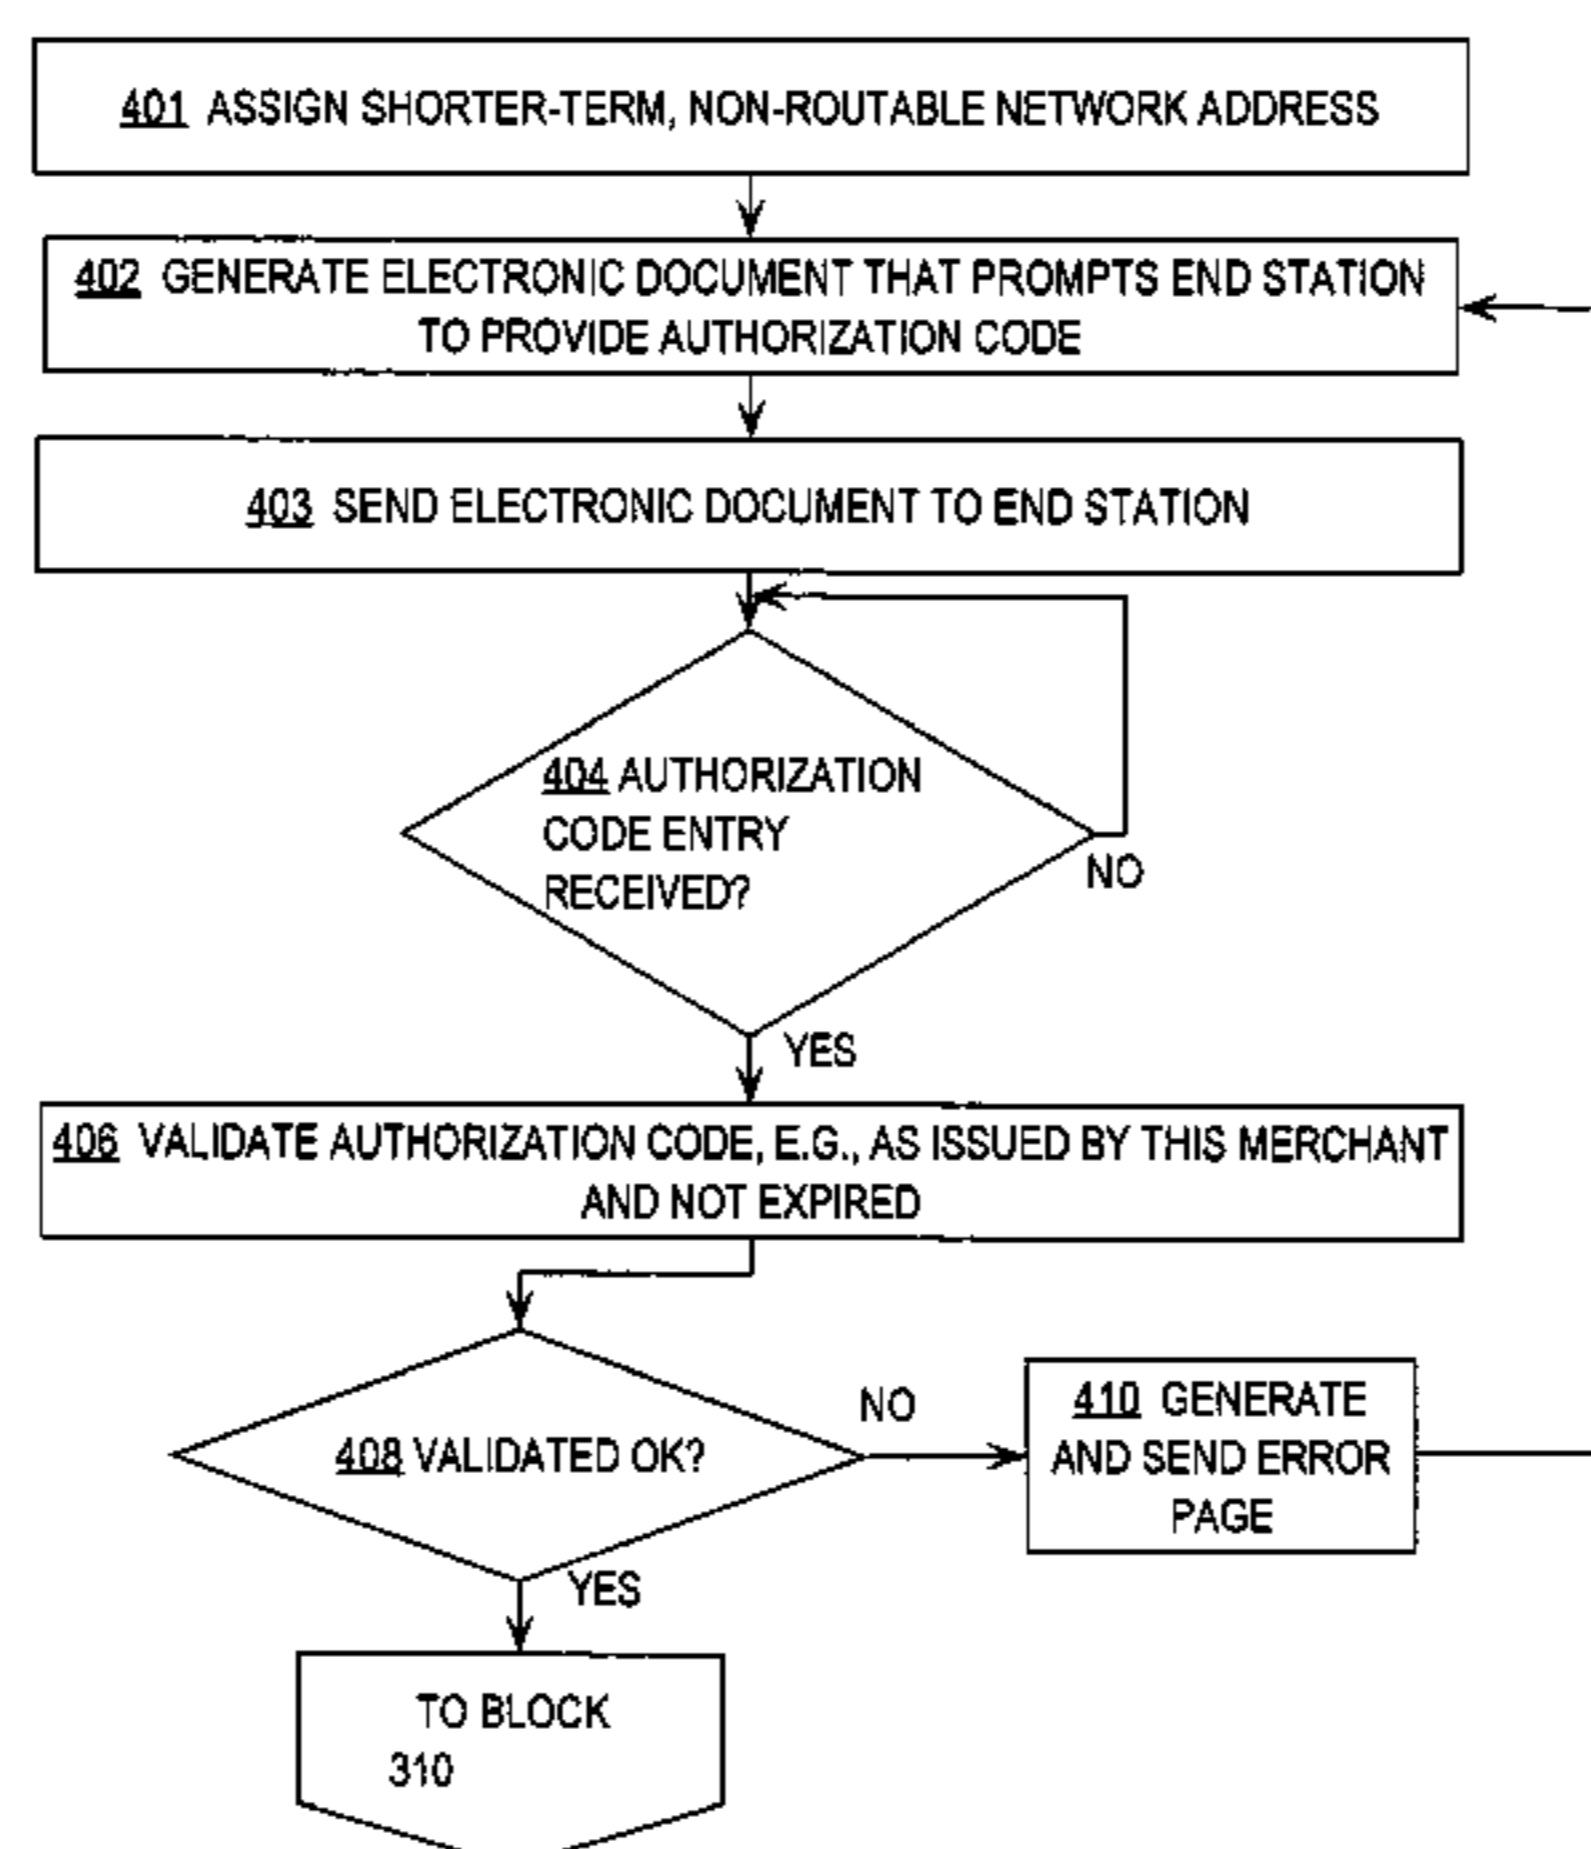 401 ASSIGN SHORTER-TERM, NON-ROUTABLE NETWORK ADDRESS
402 GENERATE ELECTRONIC DOCUMENT THAT PROMPTS END STATION
TO PROVIDE AUTHORIZATION CODE
403 SEND ELECTRONIC DOCUMENT TO END STATION
404 AUTHORIZATION
CODE ENTRY
RECEIVED?
NO
YES
406 VALIDATE AUTHORIZATION CODE, E.G., AS ISSUED BY THIS MERCHANT
AND NOT EXPIRED
408 VALIDATED OK?
NO
410 GENERATE
AND SEND ERROR
PAGE
YES
TO BLOCK
310